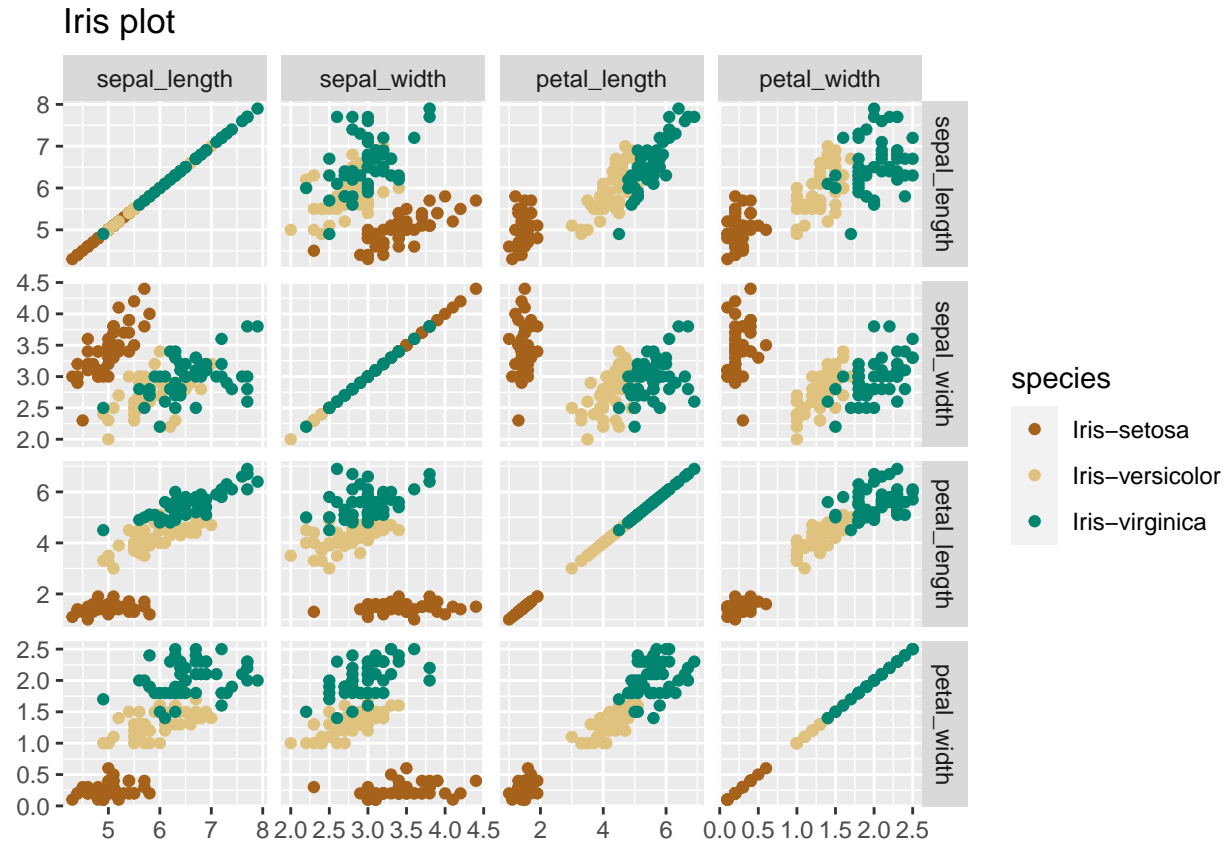 Iris plot
sepal_length sepal_width petal_length petal_width
8
7
6
5
sepal_length
4.5
4.0
3.5
3.0
2.5
2.0
sepal_width
6
4
2
petal_length
2.5
2.0
1.5
1.0
0.5
0.0
petal_width
5 6 7 8 2.0 2.5 3.0 3.5 4.0 4.5 2 4 6 0.0 0.5 1.0 1.5 2.0 2.5
species
Iris−setosa
Iris−versicolor
Iris−virginica